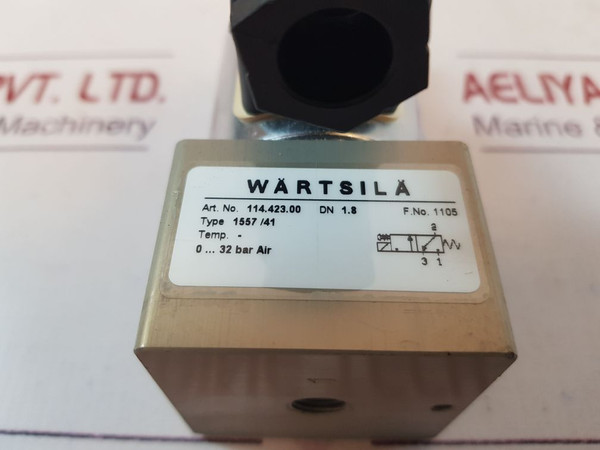 PVT. LTD.
Machinery
AELIYA
Marine &
WÄRTSILÄ
Art. No. 114.423.00 DN 1.8 F.No. 1105
Type 1557 /41
Temp. -
0 ... 32 bar Air
2
3 1